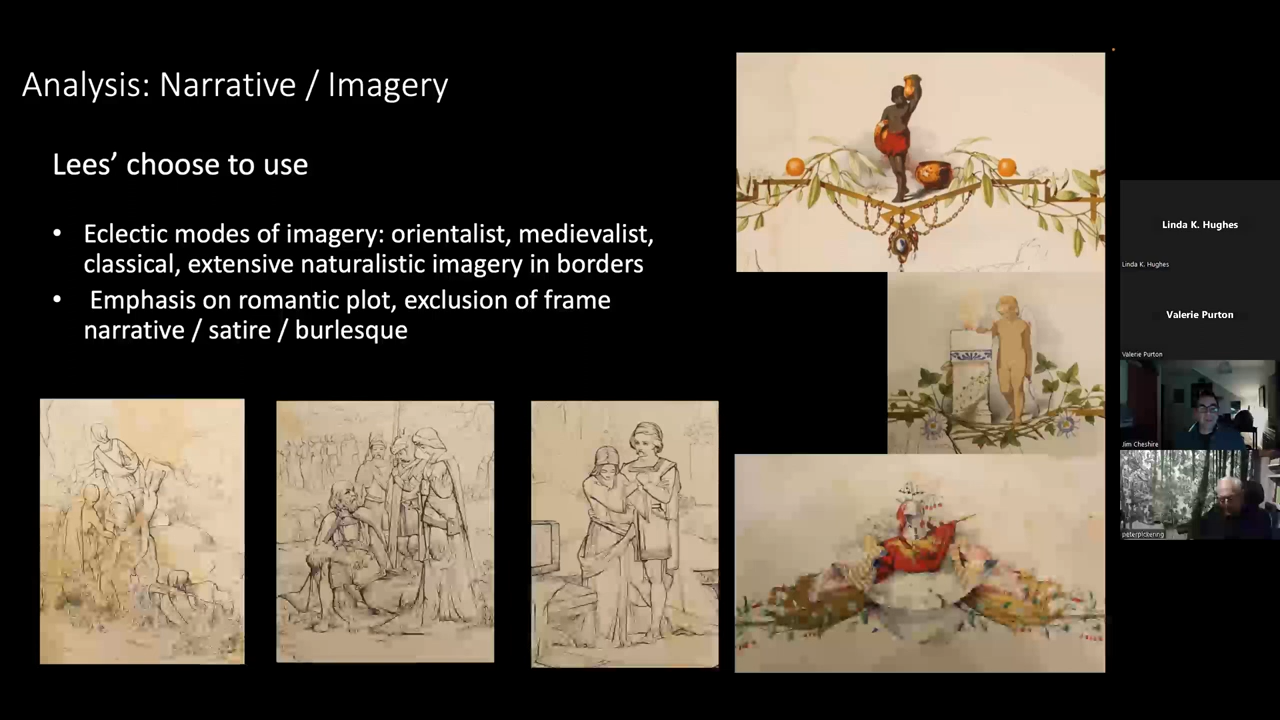 Analysis: Narrative / Imagery
Lees’ choose to use
• Eclectic modes of imagery: orientalist, medievalist,
classical, extensive naturalistic imagery in borders
• Emphasis on romantic plot, exclusion of frame
narrative / satire / burlesque
Linda K. Hughes
Linda K. Hughes
Valerie Purton
Valerie Purton
Jim Cheshire
peterpickering